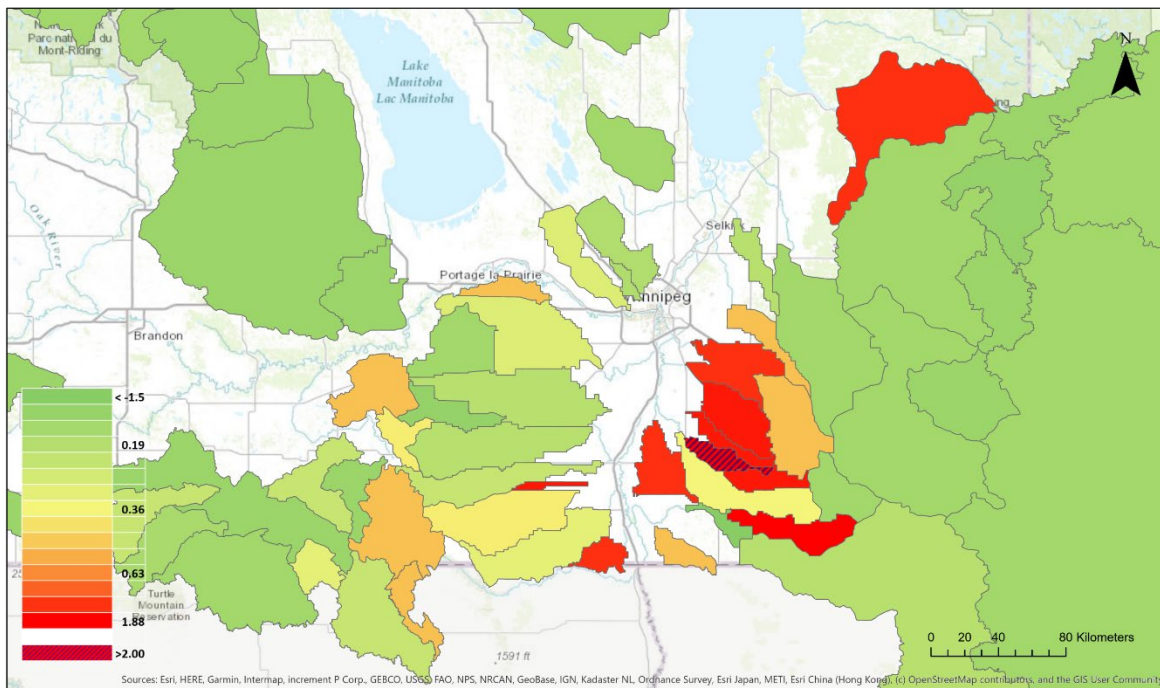 Parc national du
Mont-Riding
Lake
Manitoba
Lac Manitoba
N
ing
Oak River
Selkirk
Portage la Prairie
nnipeg
Brandon
< -1.5
0.19
0.36
0.63
1.88
>2.00
Turtle
Mountain
Reservation
1591 ft
0 20 40 80 Kilometers
Sources: Esri, HERE, Garmin, Intermap, increment P Corp., GEBCO, USGS, FAO, NPS, NRCAN, GeoBase, IGN, Kadaster NL, Ordnance Survey, Esri Japan, METI, Esri China (Hong Kong), (c) OpenStreetMap contributors, and the GIS User Community